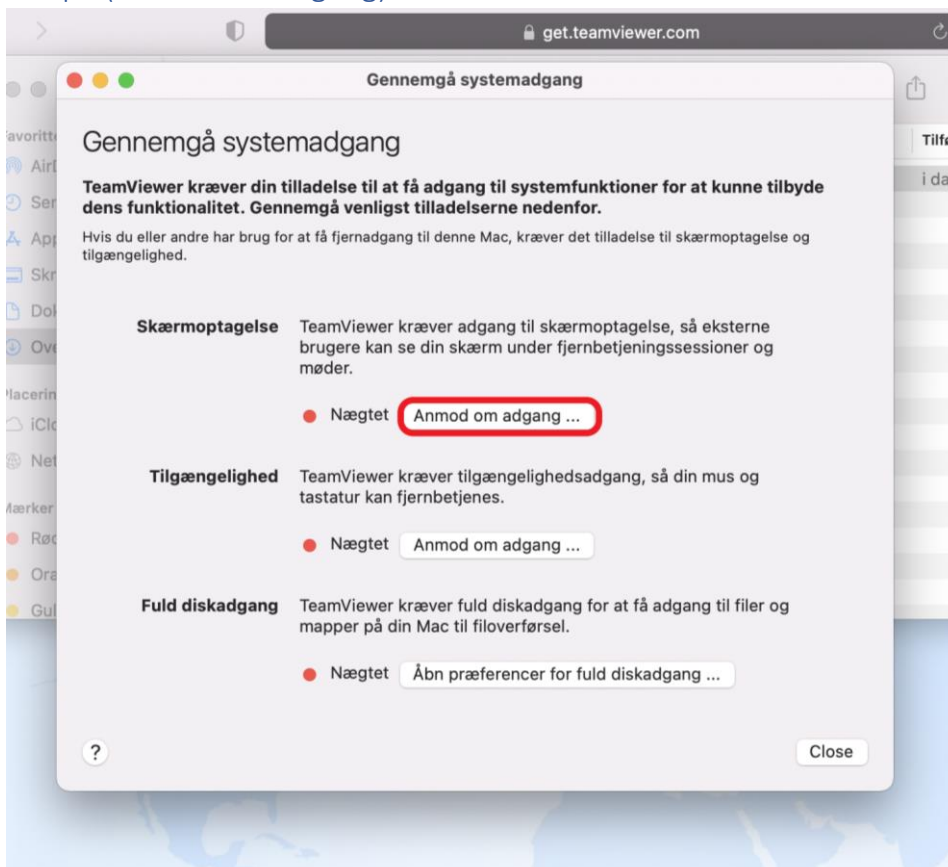 get.teamviewer.com
Gennemgå systemadgang
Gennemgå systemadgang
TeamViewer kræver din tilladelse til at få adgang til systemfunktioner for at kunne tilbyde
dens funktionalitet. Gennemgå venligst tilladelserne nedenfor.
Hvis du eller andre har brug for at få fjernadgang til denne Mac, kræver det tilladelse til skærmoptagelse og
tilgængelighed.
Skærmoptagelse
TeamViewer kræver adgang til skærmoptagelse, så eksterne
brugere kan se din skærm under fjernbetjeningssessioner og
møder.
Nægtet
Anmod om adgang ...
Tilgængelighed
TeamViewer kræver tilgængelighedsadgang, så din mus og
tastatur kan fjernbetjenes.
Nægtet
Anmod om adgang ...
Fuld diskadgang
TeamViewer kræver fuld diskadgang for at få adgang til filer og
mapper på din Mac til filoverførsel.
Nægtet
Åbn præferencer for fuld diskadgang ...
?
Close